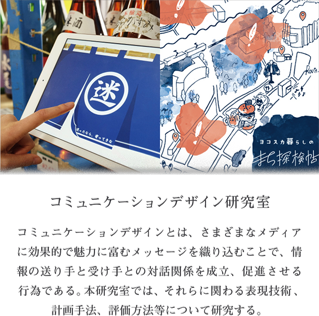 迷
ヨコスカ暮らしの
まち探検帖
コミュニケーションデザイン研究室
コミュニケーションデザインとは、さまざまなメディア
に効果的で魅力に富むメッセージを織り込むことで、情
報の送り手と受け手との対話関係を成立、促進させる
行為である。本研究室では、それらに関わる表現技術、
計画手法、評価方法等について研究する。